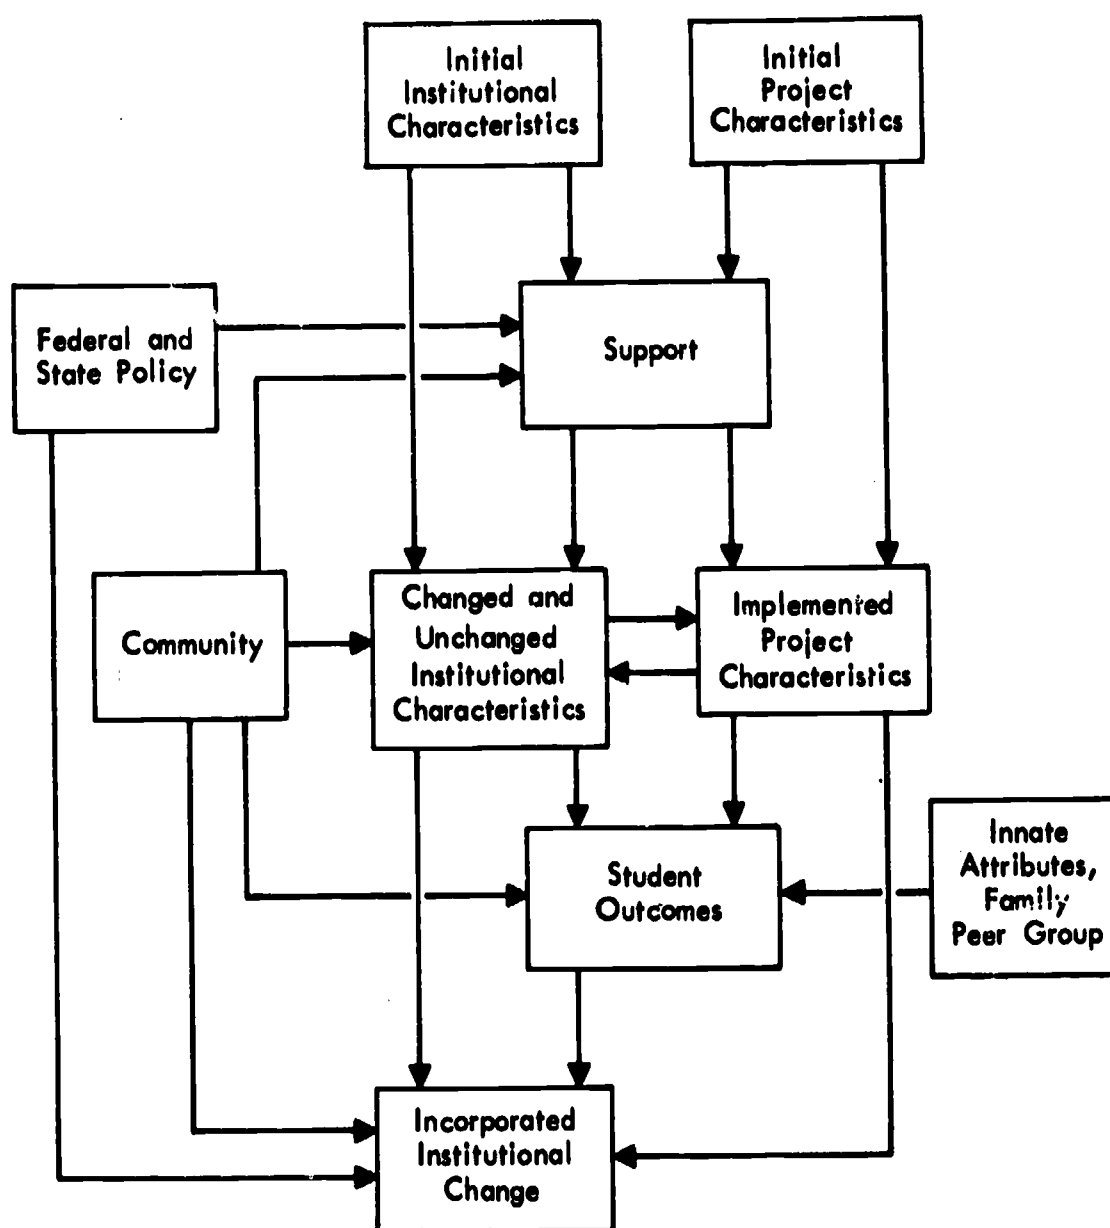 Initial
Institutional
Characteristics
Initial
Project
Characteristics
Federal and
State Policy
Support
Community
Changed and
Unchanged
Institutional
Characteristics
Implemented
Project
Characteristics
Student
Outcomes
Innate
Attributes,
Family
Peer Group
Incorporated
Institutional
Change